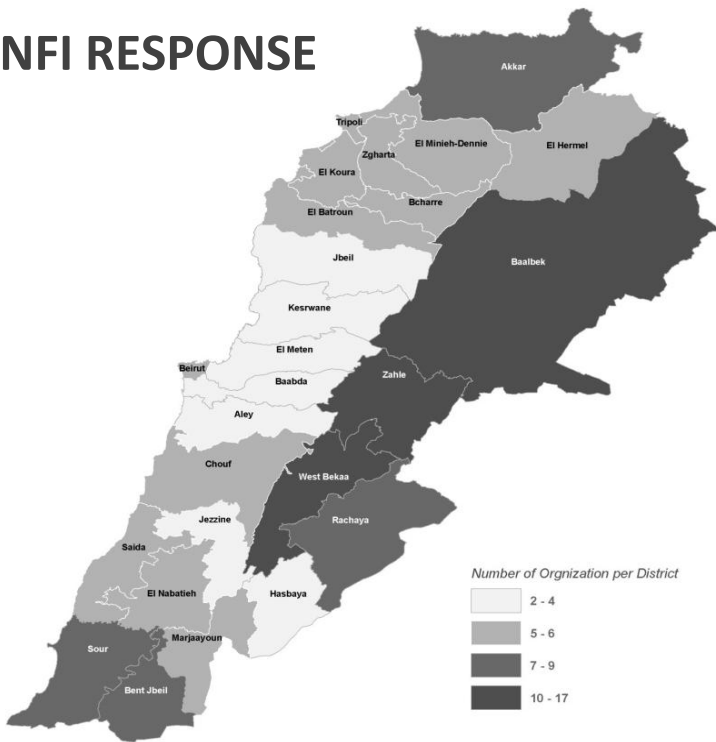 NFI RESPONSE
Akkar
Tripoli
El Minieh-Dennie
El Hermel
Zgharta
El Koura
Bcharre
El Batroun
Jbeil
Baalbek
Kesrwane
El Meten
Beirut
Zahle
Baabda
Aley
Chouf
West Bekaa
Jezzine
Rachaya
Saida
El Nabatieh
Hasbaya
Marjaayoun
Sour
Bent Jbeil
Number of Orgnization per District
2 - 4
5 - 6
7 - 9
10 - 17